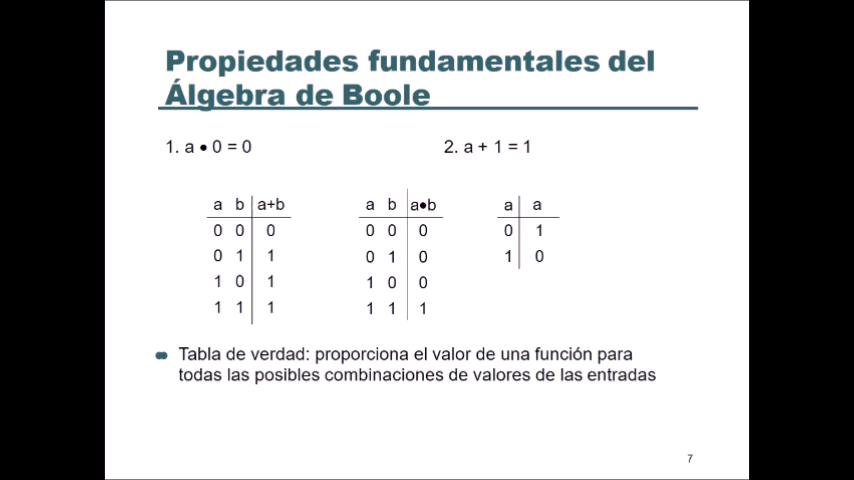 Propiedades fundamentales del
Álgebra de Boole
1. a • 0 = 0
2. a + 1 = 1
a b a+b
0 0 0
0 1 1
1 0 1
1 1 1
a b a•b
0 0 0
0 1 0
1 0 0
1 1 1
a a
0 1
1 0
Tabla de verdad: proporciona el valor de una función para
todas las posibles combinaciones de valores de las entradas
7